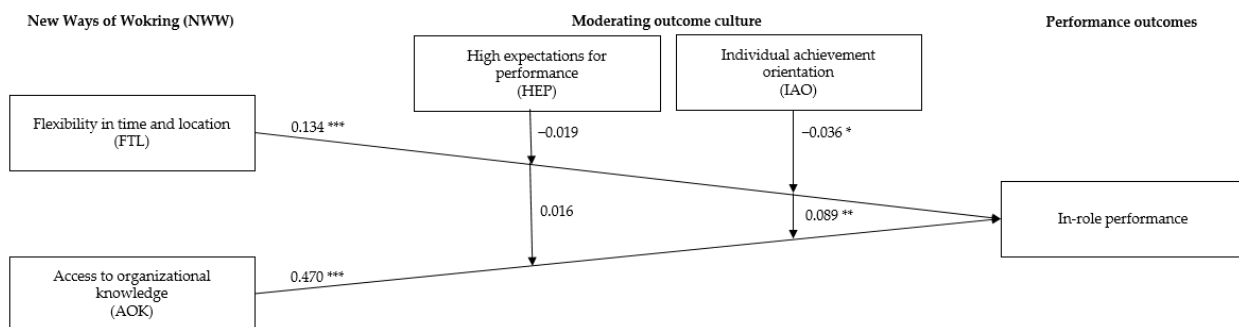 New Ways of Wokring (NWW)
Moderating outcome culture
Performance outcomes
High expectations for
performance
(HEP)
Individual achievement
orientation
(IAO)
Flexibility in time and location
(FTL)
0.134 ***
−0.019
−0.036 *
0.016
0.089 **
In-role performance
Access to organizational
knowledge
(AOK)
0.470 ***